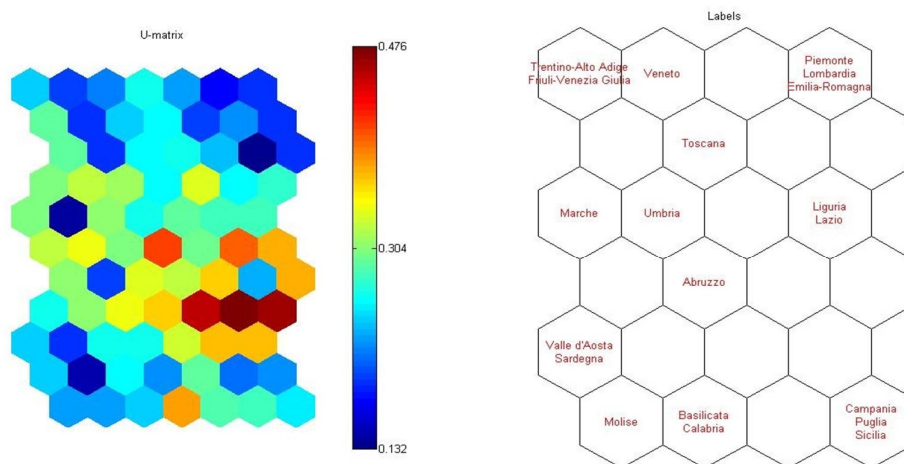 U-matrix
0.476
0.304
0.132
Labels
Trentino-Alto Adige
Friuli-Venezia Giulia
Veneto
Piemonte
Lombardia
Emilia-Romagna
Toscana
Marche
Umbria
Liguria
Lazio
Abruzzo
Valle d'Aosta
Sardegna
Molise
Basilicata
Calabria
Campania
Puglia
Sicilia